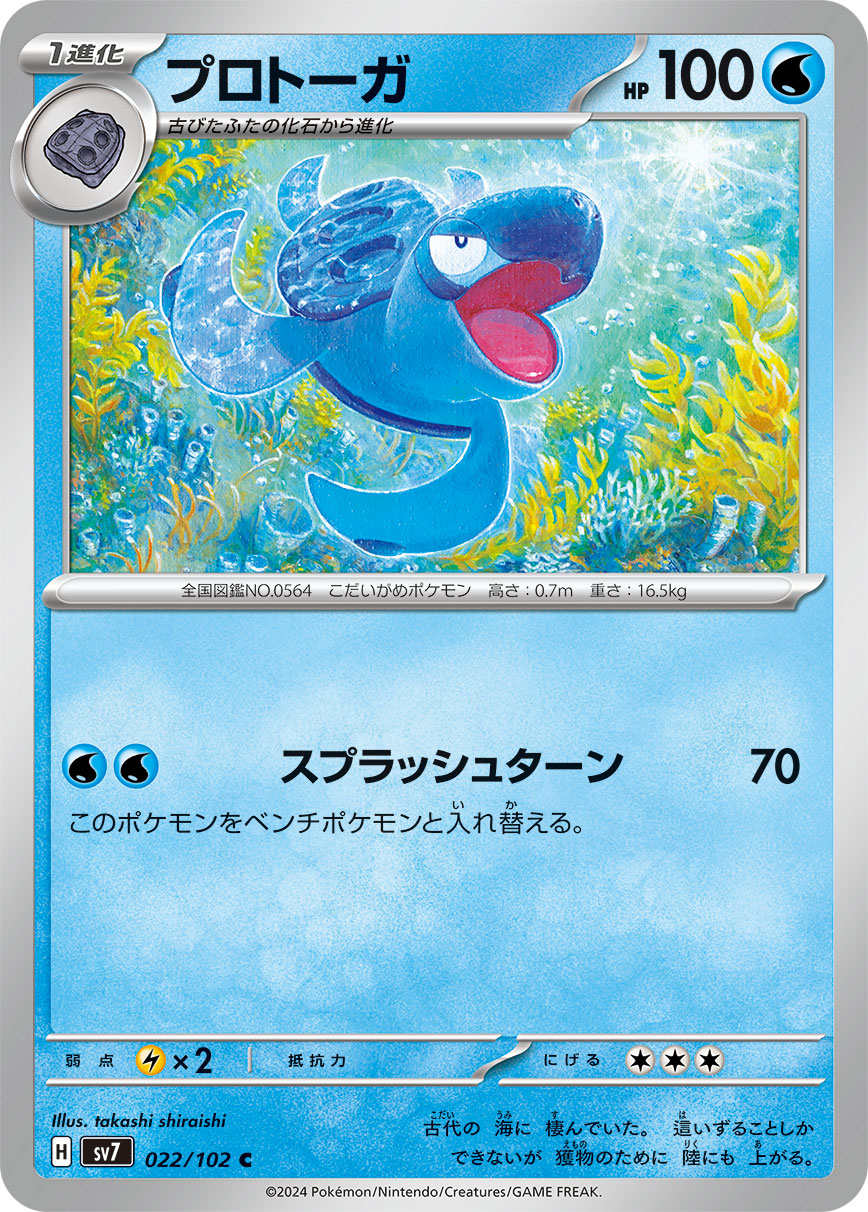 1進化
プロトーガ
HP 100
古びたふたの化石から進化
全国図鑑NO.0564 こだいがめポケモン 高さ:0.7m 重さ:16.5kg
スプラッシュターン 70
このポケモンをベンチポケモンと入れ替える。
弱点 ×2 抵抗力 にげる
Illus. takashi shiraishi
H sv7 022/102 C
古代の海に棲んでいた。這いずることしか
できないが獲物のために陸にも上がる。
©2024 Pokémon/Nintendo/Creatures/GAME FREAK.